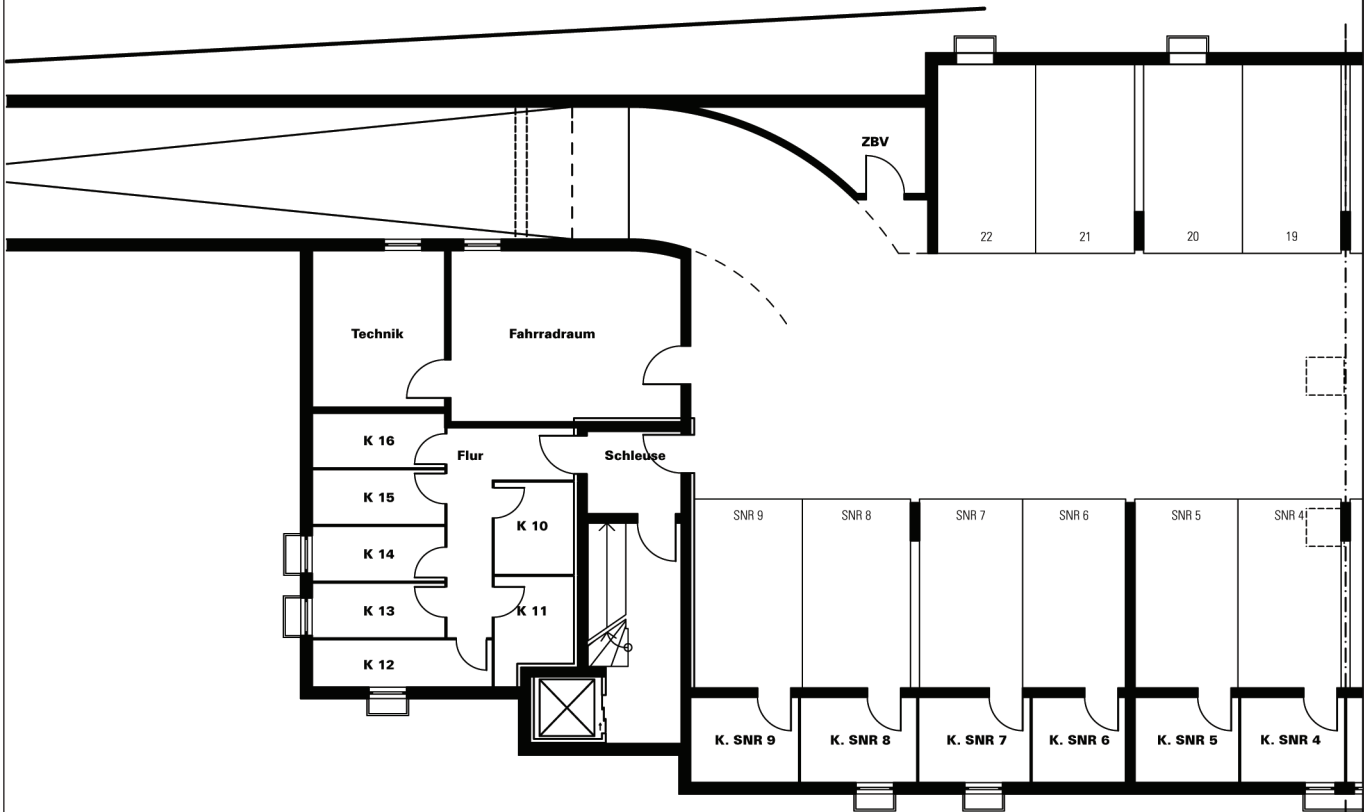 ZBV
22
21
20
19
Technik
Fahrradraum
K 16
Flur
Schleuse
K 15
K 10
SNR 9
SNR 8
SNR 7
SNR 6
SNR 5
SNR 4
K 14
K 13
K 11
K 12
K. SNR 9
K. SNR 8
K. SNR 7
K. SNR 6
K. SNR 5
K. SNR 4